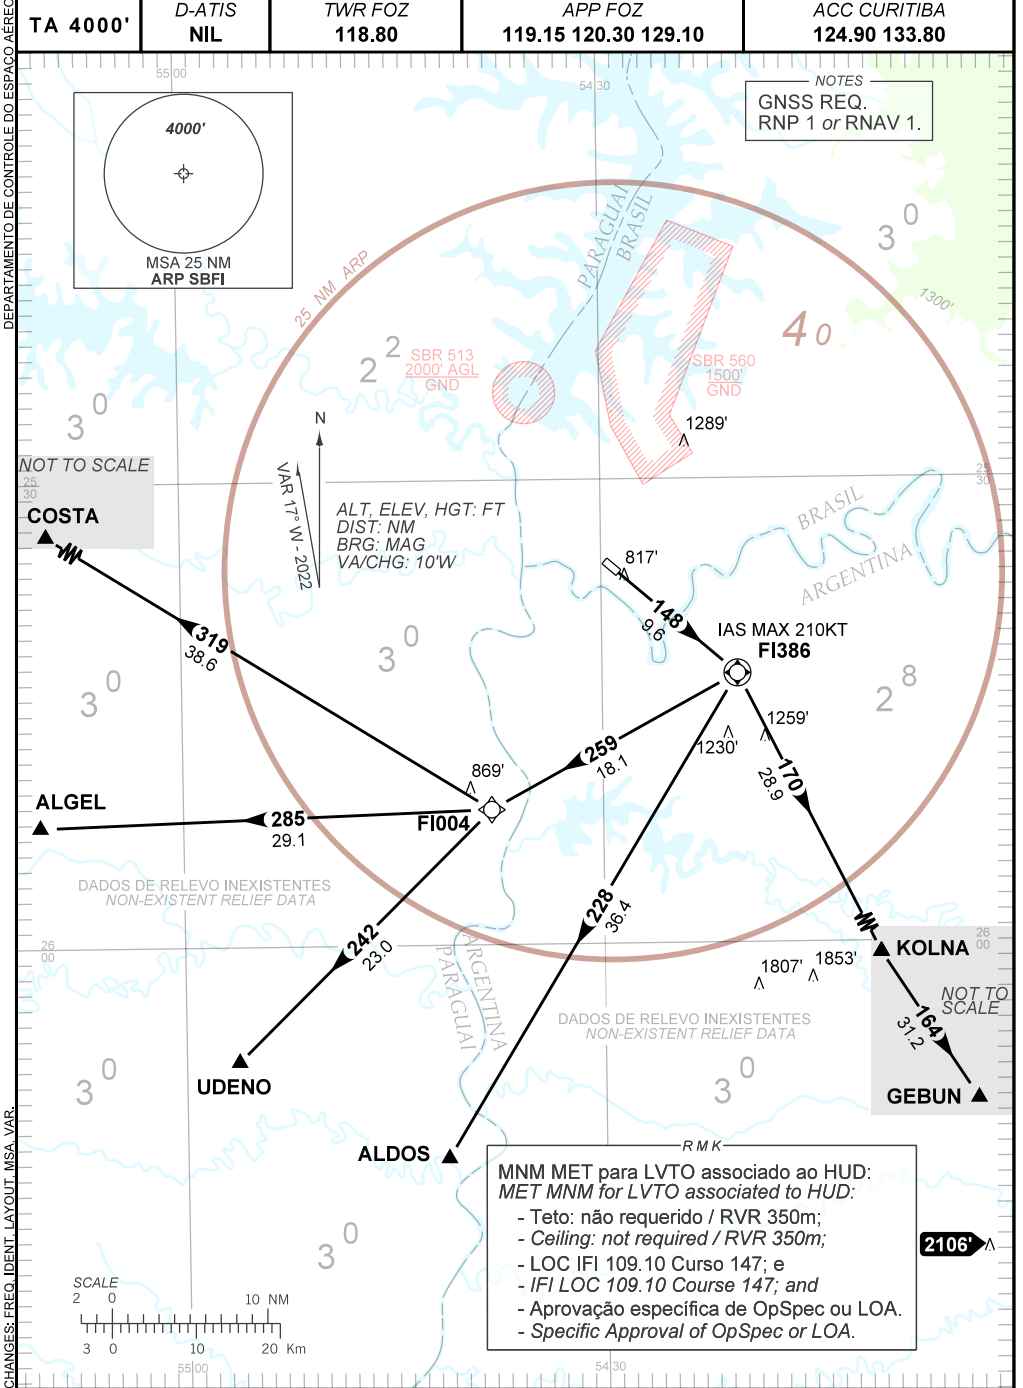 TA 4000'
D-ATIS
NIL
TWR FOZ
118.80
APP FOZ
119.15 120.30 129.10
ACC CURITIBA
124.90 133.80
DEPARTAMENTO DE CONTROLE DO ESPAÇO AÉREO
55 00
54 30
NOTES
GNSS REQ.
RNP 1 or RNAV 1.
4000'
MSA 25 NM
ARP SBFI
25 NM ARP
PARAGUAI
BRASIL
3 0
1300'
4 0
2 2
SBR 513
2000' AGL
GND
SBR 560
1500'
GND
3 0
1289'
NOT TO SCALE
25
30
25
30
COSTA
N
VAR 17° W - 2022
ALT, ELEV, HGT: FT
DIST: NM
BRG: MAG
VA/CHG: 10'W
BRASIL
ARGENTINA
817'
148
9.6
IAS MAX 210KT
FI386
319
38.6
3 0
3 0
2 8
1259'
1230'
259
18.1
170
28.9
869'
ALGEL
FI004
285
29.1
DADOS DE RELEVO INEXISTENTES
NON-EXISTENT RELIEF DATA
228
36.4
242
23.0
26
00
26
00
ARGENTINA
PARAGUAI
KOLNA
1807'
1853'
NOT TO
SCALE
164
31.2
DADOS DE RELEVO INEXISTENTES
NON-EXISTENT RELIEF DATA
3 0
UDENO
3 0
GEBUN
ALDOS
RMK
MNM MET para LVTO associado ao HUD:
MET MNM for LVTO associated to HUD:
- Teto: não requerido / RVR 350m;
- Ceiling: not required / RVR 350m;
- LOC IFI 109.10 Curso 147; e
- IFI LOC 109.10 Course 147; and
- Aprovação específica de OpSpec ou LOA.
- Specific Approval of OpSpec or LOA.
3 0
2106'
SCALE
2 0 10 NM
3 0 10 20 Km
55 00
54 30
CHANGES: FREQ, IDENT, LAYOUT, MSA, VAR.